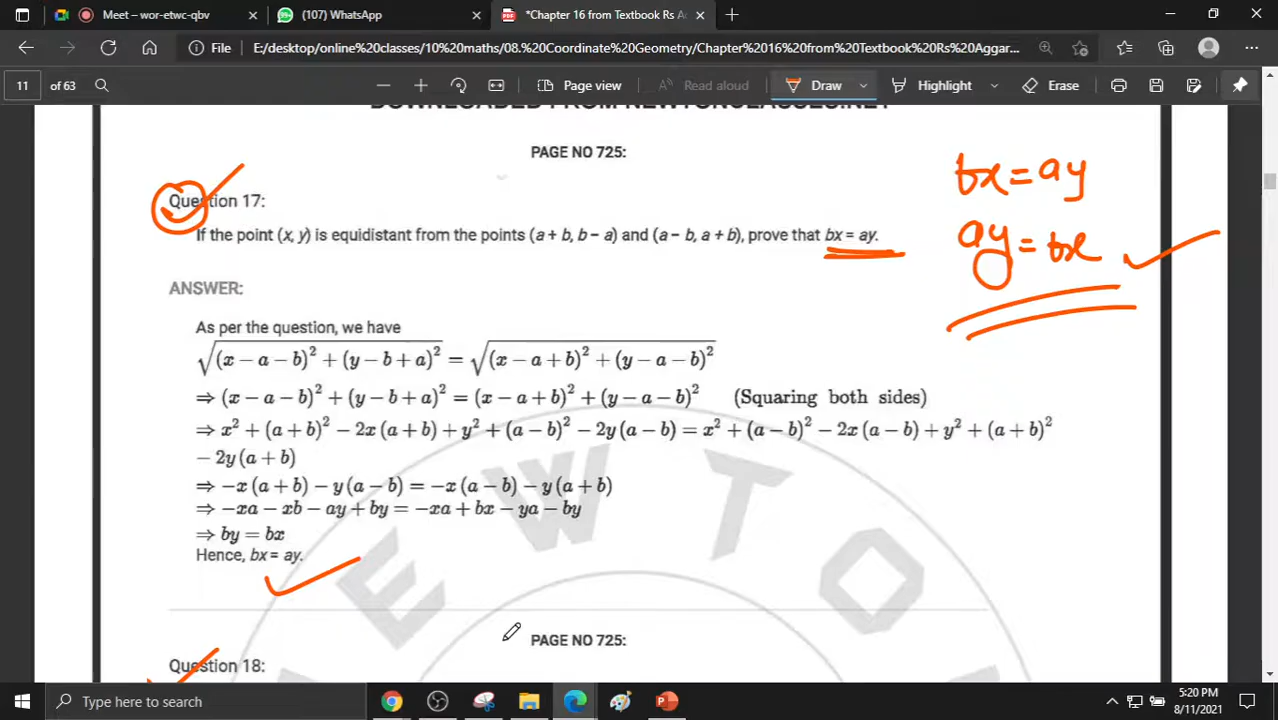 Meet – wor-etwc-qbv
(107) WhatsApp
*Chapter 16 from Textbook Rs Ag
File E:/desktop/online%20classes/10%20maths/08.%20Coordinate%20Geometry/Chapter%2016%20from%20Textbook%20Rs%20Aggar...
11 of 63 Page view Read aloud Draw Highlight Erase
DOWNLOADED FROM NEWTONCLASSES.NET
PAGE NO 725:
bx = ay
Question 17:
If the point (x, y) is equidistant from the points (a + b, b – a) and (a – b, a + b), prove that bx = ay.
ay = bx
ANSWER:
As per the question, we have
√(x − a − b)² + (y − b + a)² = √(x − a + b)² + (y − a − b)²
⇒ (x − a − b)² + (y − b + a)² = (x − a + b)² + (y − a − b)² (Squaring both sides)
⇒ x² + (a + b)² − 2x (a + b) + y² + (a − b)² − 2y (a − b) = x² + (a − b)² − 2x (a − b) + y² + (a + b)²
− 2y (a + b)
⇒ −x (a + b) − y (a − b) = −x (a − b) − y (a + b)
⇒ −xa − xb − ay + by = −xa + bx − ya − by
⇒ by = bx
Hence, bx = ay.
E W T O
PAGE NO 725:
Question 18:
Type here to search
5:20 PM
8/11/2021